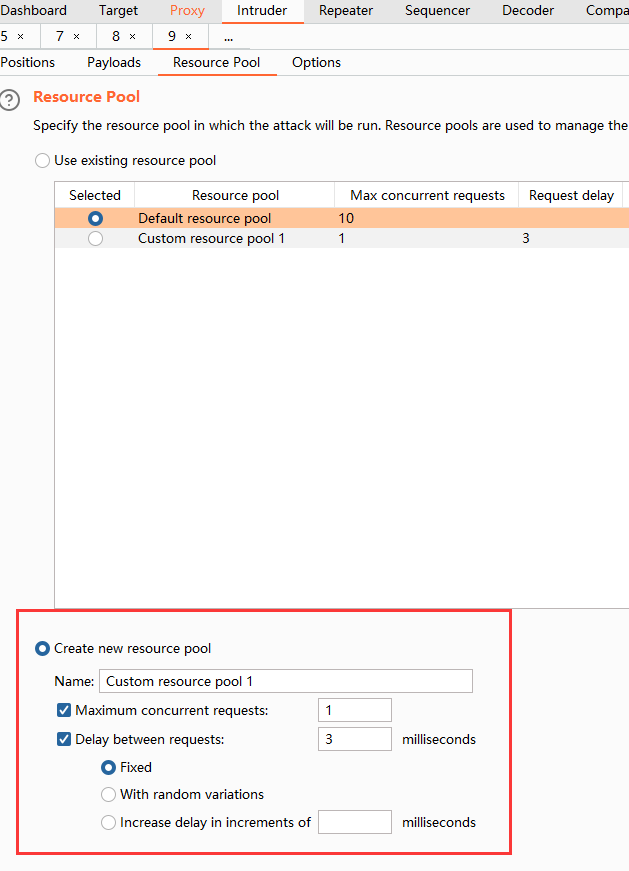 Dashboard Target Proxy Intruder Repeater Sequencer Decoder Compa
5 × 7 × 8 × 9 × ...
Positions Payloads Resource Pool Options
? Resource Pool
Specify the resource pool in which the attack will be run. Resource pools are used to manage the
Use existing resource pool
Selected Resource pool Max concurrent requests Request delay
Default resource pool 10
Custom resource pool 1 1 3
Create new resource pool
Name: Custom resource pool 1
Maximum concurrent requests: 1
Delay between requests: 3 milliseconds
Fixed
With random variations
Increase delay in increments of milliseconds